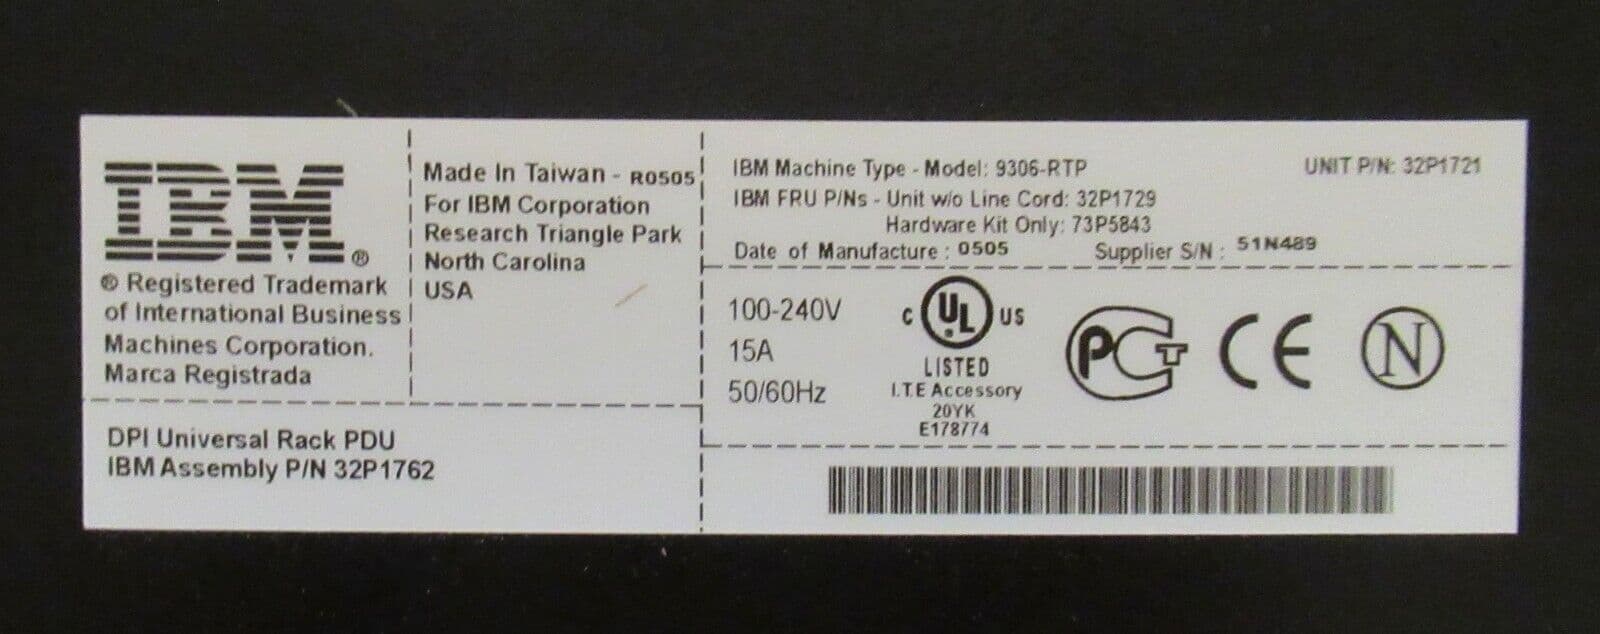 IBM®
® Registered Trademark
of International Business
Machines Corporation.
Marca Registrada
Made In Taiwan - R0505
For IBM Corporation
Research Triangle Park
North Carolina
USA
DPI Universal Rack PDU
IBM Assembly P/N 32P1762
IBM Machine Type - Model: 9306-RTP
UNIT P/N: 32P1721
IBM FRU P/Ns - Unit w/o Line Cord: 32P1729
Hardware Kit Only: 73P5843
Date of Manufacture : 0505
Supplier S/N : 51N489
100-240V
15A
50/60Hz
C UL US
LISTED
I.T.E Accessory
20YK
E178774
PCT
CE
N